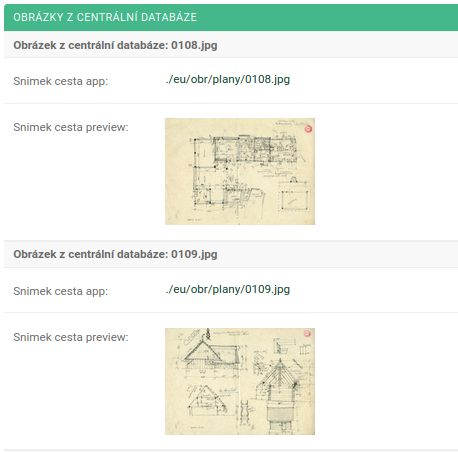 OBRÁZKY Z CENTRÁLNÍ DATABÁZE
Obrázek z centrální databáze: 0108.jpg
Snimek cesta app: ./eu/obr/plany/0108.jpg
Snimek cesta preview:
Obrázek z centrální databáze: 0109.jpg
Snimek cesta app: ./eu/obr/plany/0109.jpg
Snimek cesta preview: